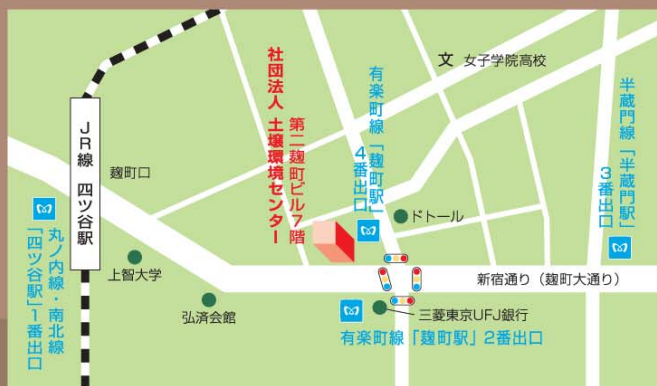 JR線 四ツ谷駅
麹町口
丸ノ内線・南北線
「四ツ谷駅」1番出口
上智大学
弘済会館
社団法人 土壌環境センター
第二麹町ビル7階
有楽町線「麹町駅」
4番出口
文 女子学院高校
ドトール
半蔵門線「半蔵門駅」
3番出口
新宿通り（麹町大通り）
三菱東京UFJ銀行
有楽町線「麹町駅」2番出口